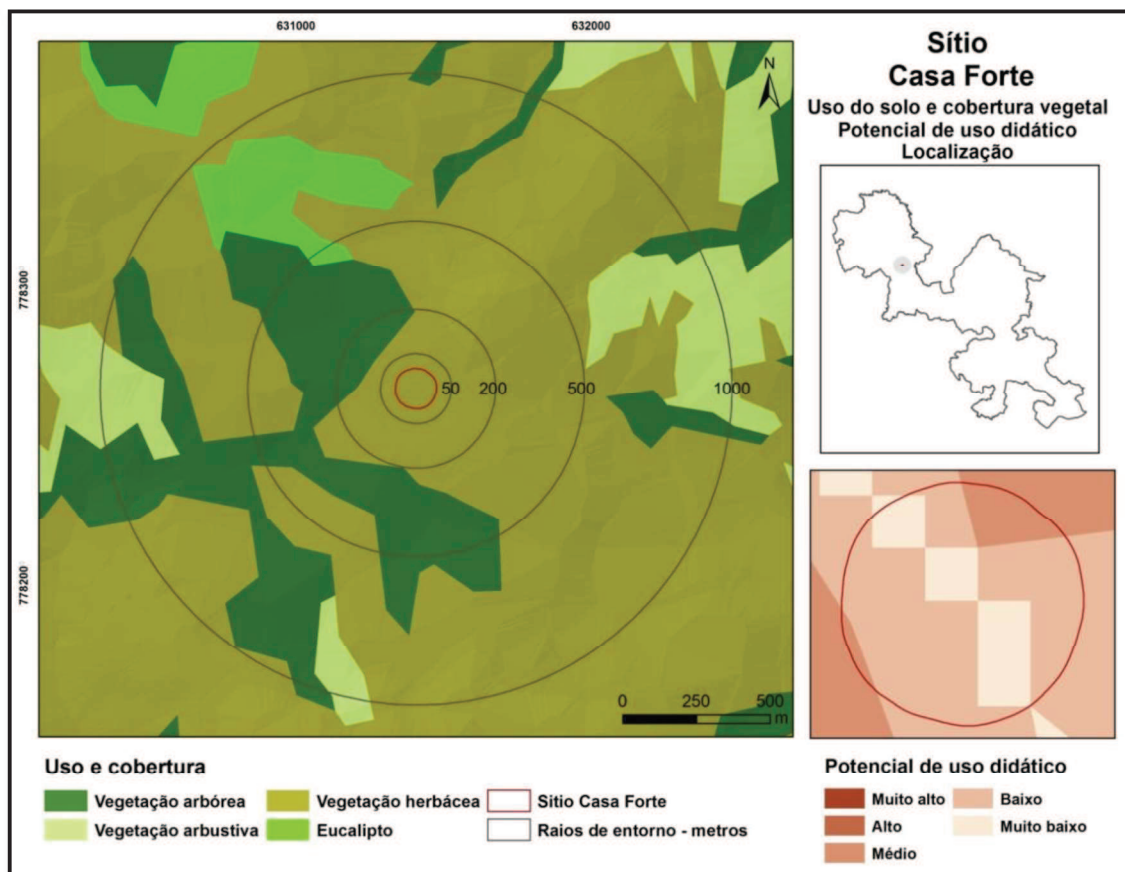 631000
632000
778300
778200
N
50
200
500
1000
0
250
500
m
Sítio
Casa Forte
Uso do solo e cobertura vegetal
Potencial de uso didático
Localização
Uso e cobertura
Vegetação arbórea
Vegetação herbácea
Sitio Casa Forte
Vegetação arbustiva
Eucalipto
Raios de entorno - metros
Potencial de uso didático
Muito alto
Baixo
Alto
Muito baixo
Médio